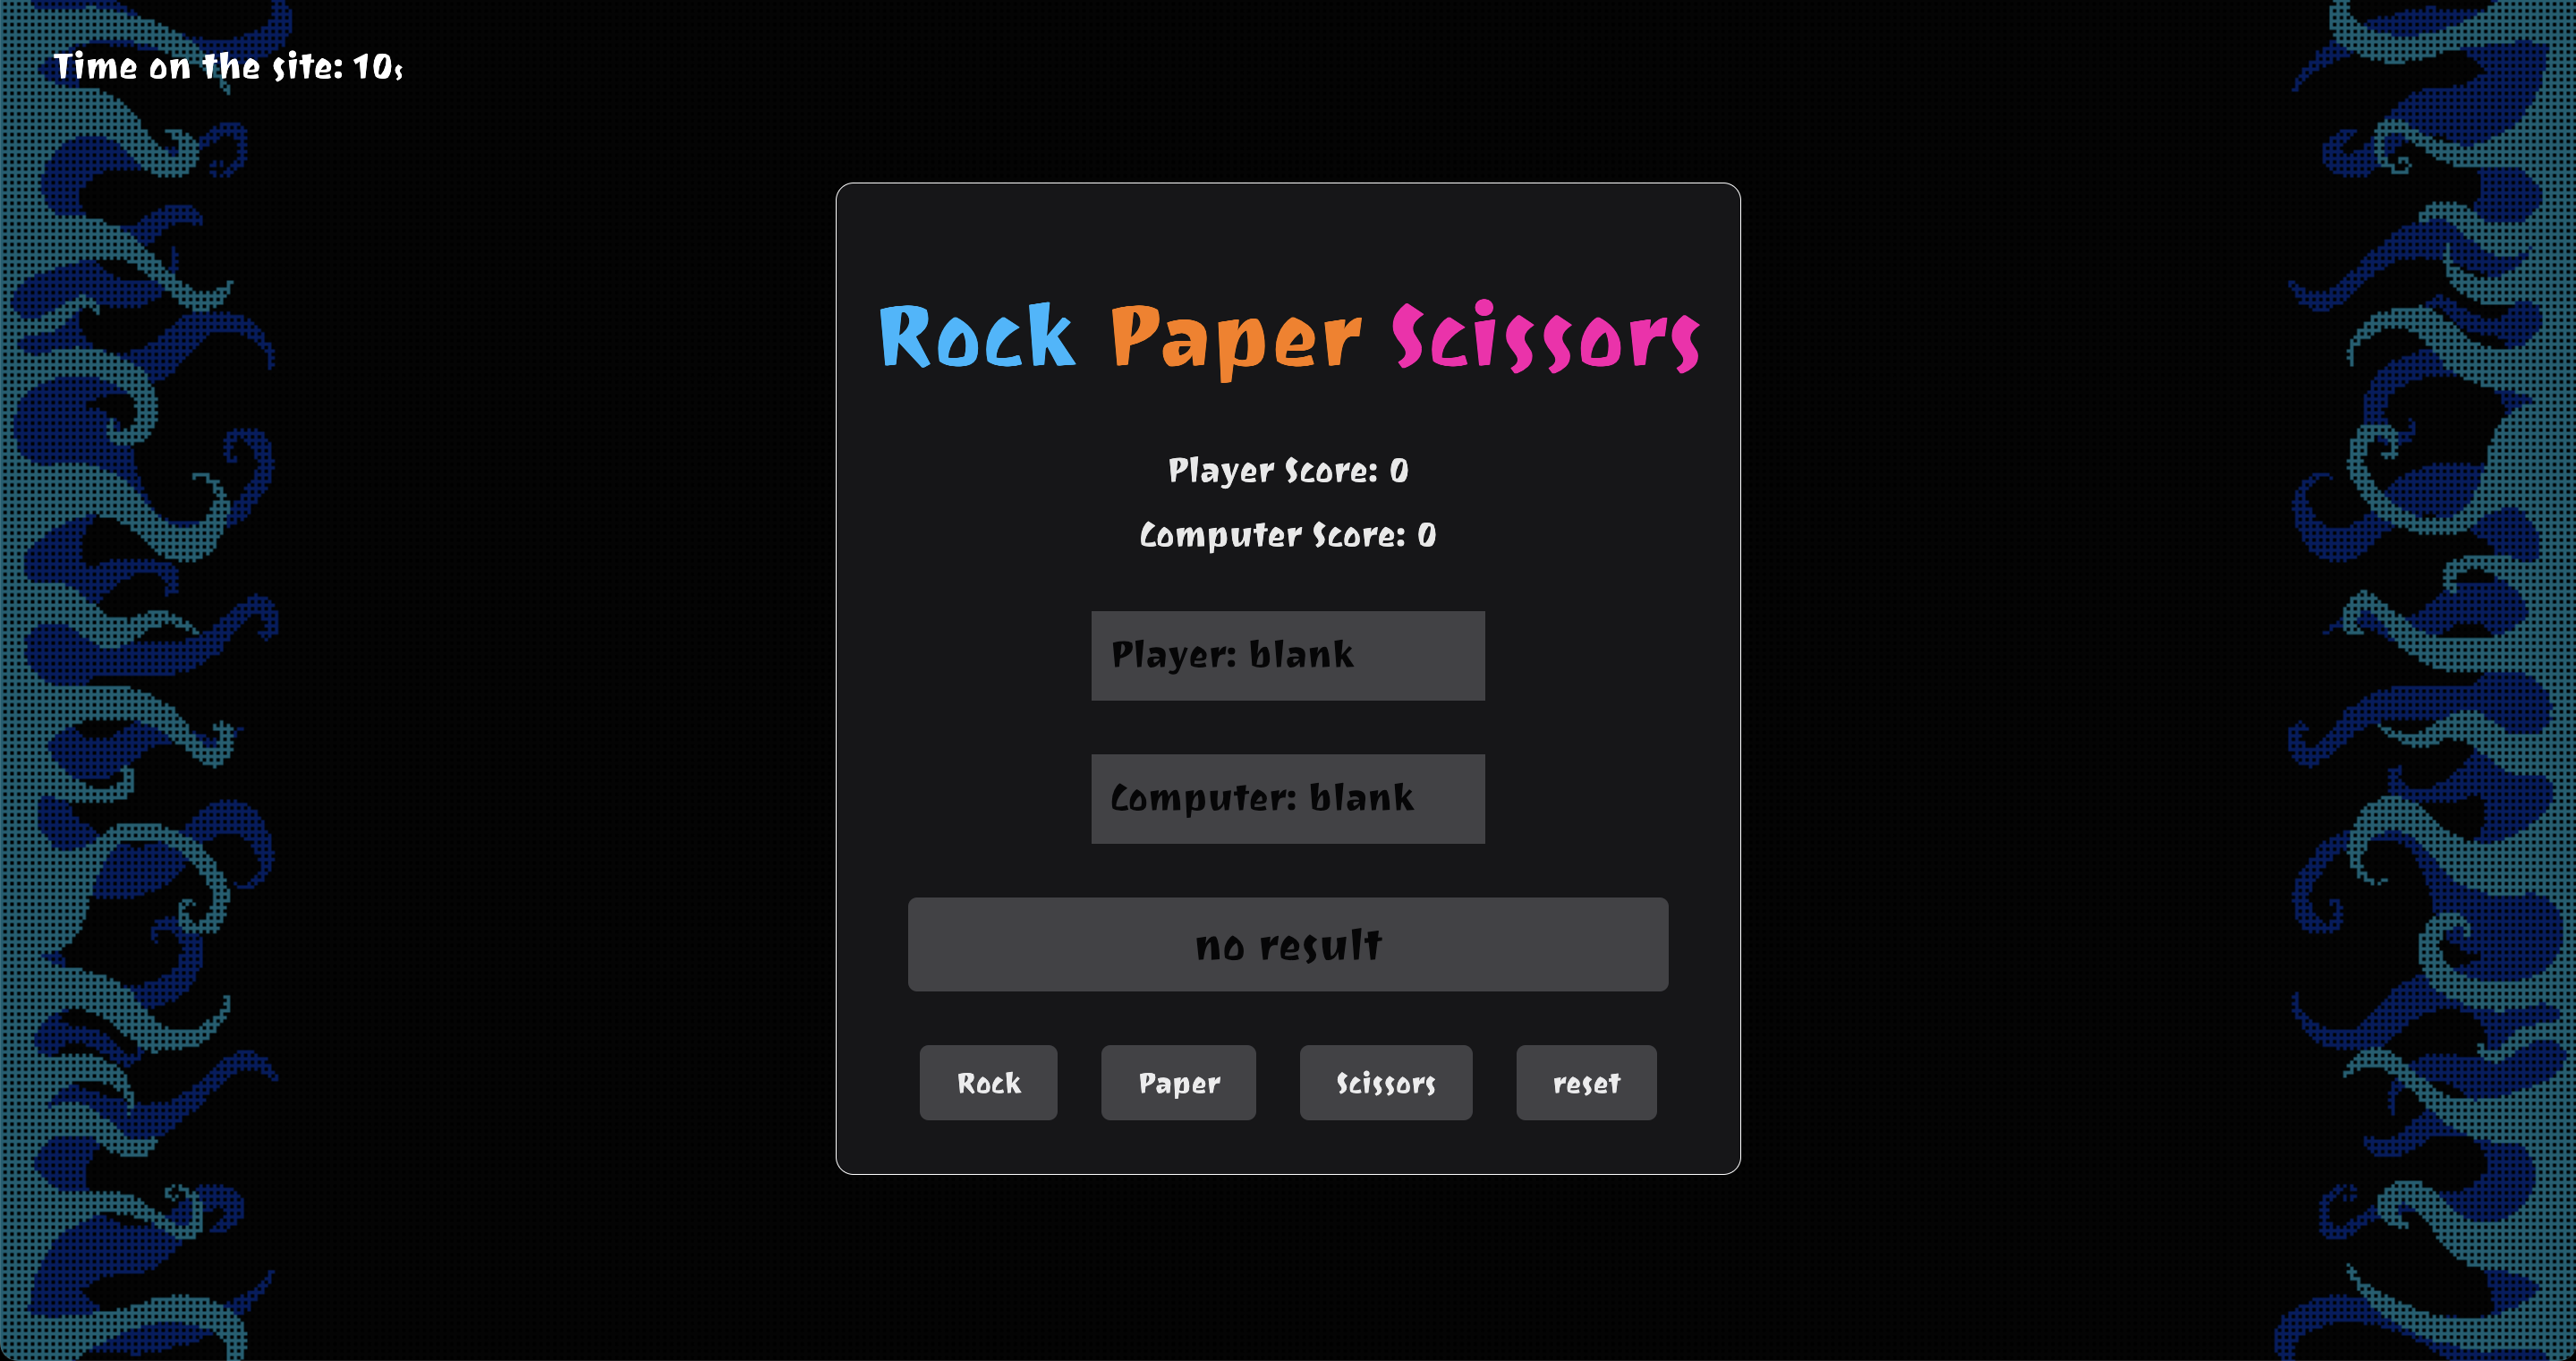 Time on the site: 10s
Rock Paper Scissors
Player Score: 0
Computer Score: 0
Player: blank
Computer: blank
no result
Rock Paper Scissors reset